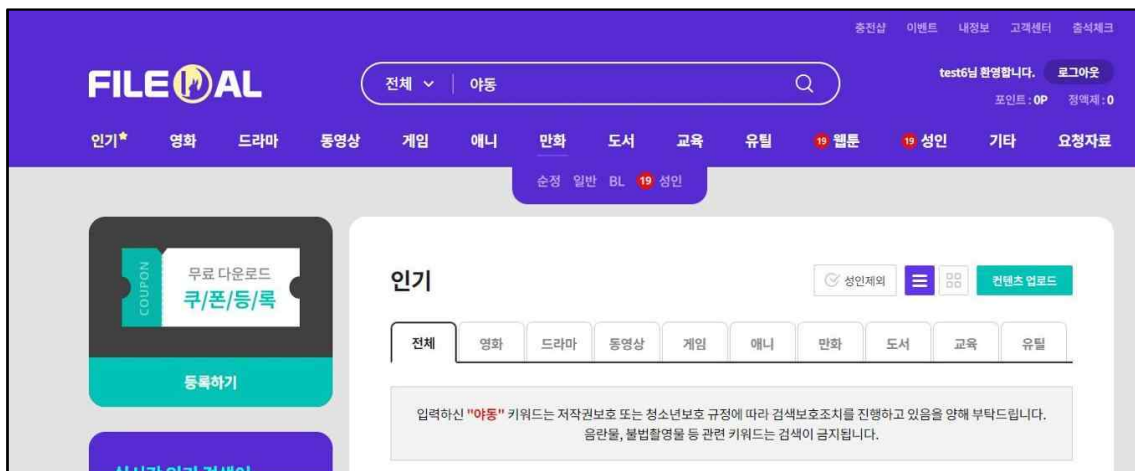 충전샵 이벤트 내정보 고객센터 출석체크
FILE AL
전체 야동
test6님 환영합니다. 로그아웃
포인트 : 0P 정액제 : 0
인기 영화 드라마 동영상 게임 애니 만화 도서 교육 유틸 19 웹툰 19 성인 기타 요청자료
순정 일반 BL 19 성인
COUPON
무료 다운로드
쿠/폰/등/록
등록하기
인기
성인제외 컨텐츠 업로드
전체 영화 드라마 동영상 게임 애니 만화 도서 교육 유틸
입력하신 "야동" 키워드는 저작권보호 또는 청소년보호 규정에 따라 검색보호조치를 진행하고 있음을 양해 부탁드립니다.
음란물, 불법촬영물 등 관련 키워드는 검색이 금지됩니다.